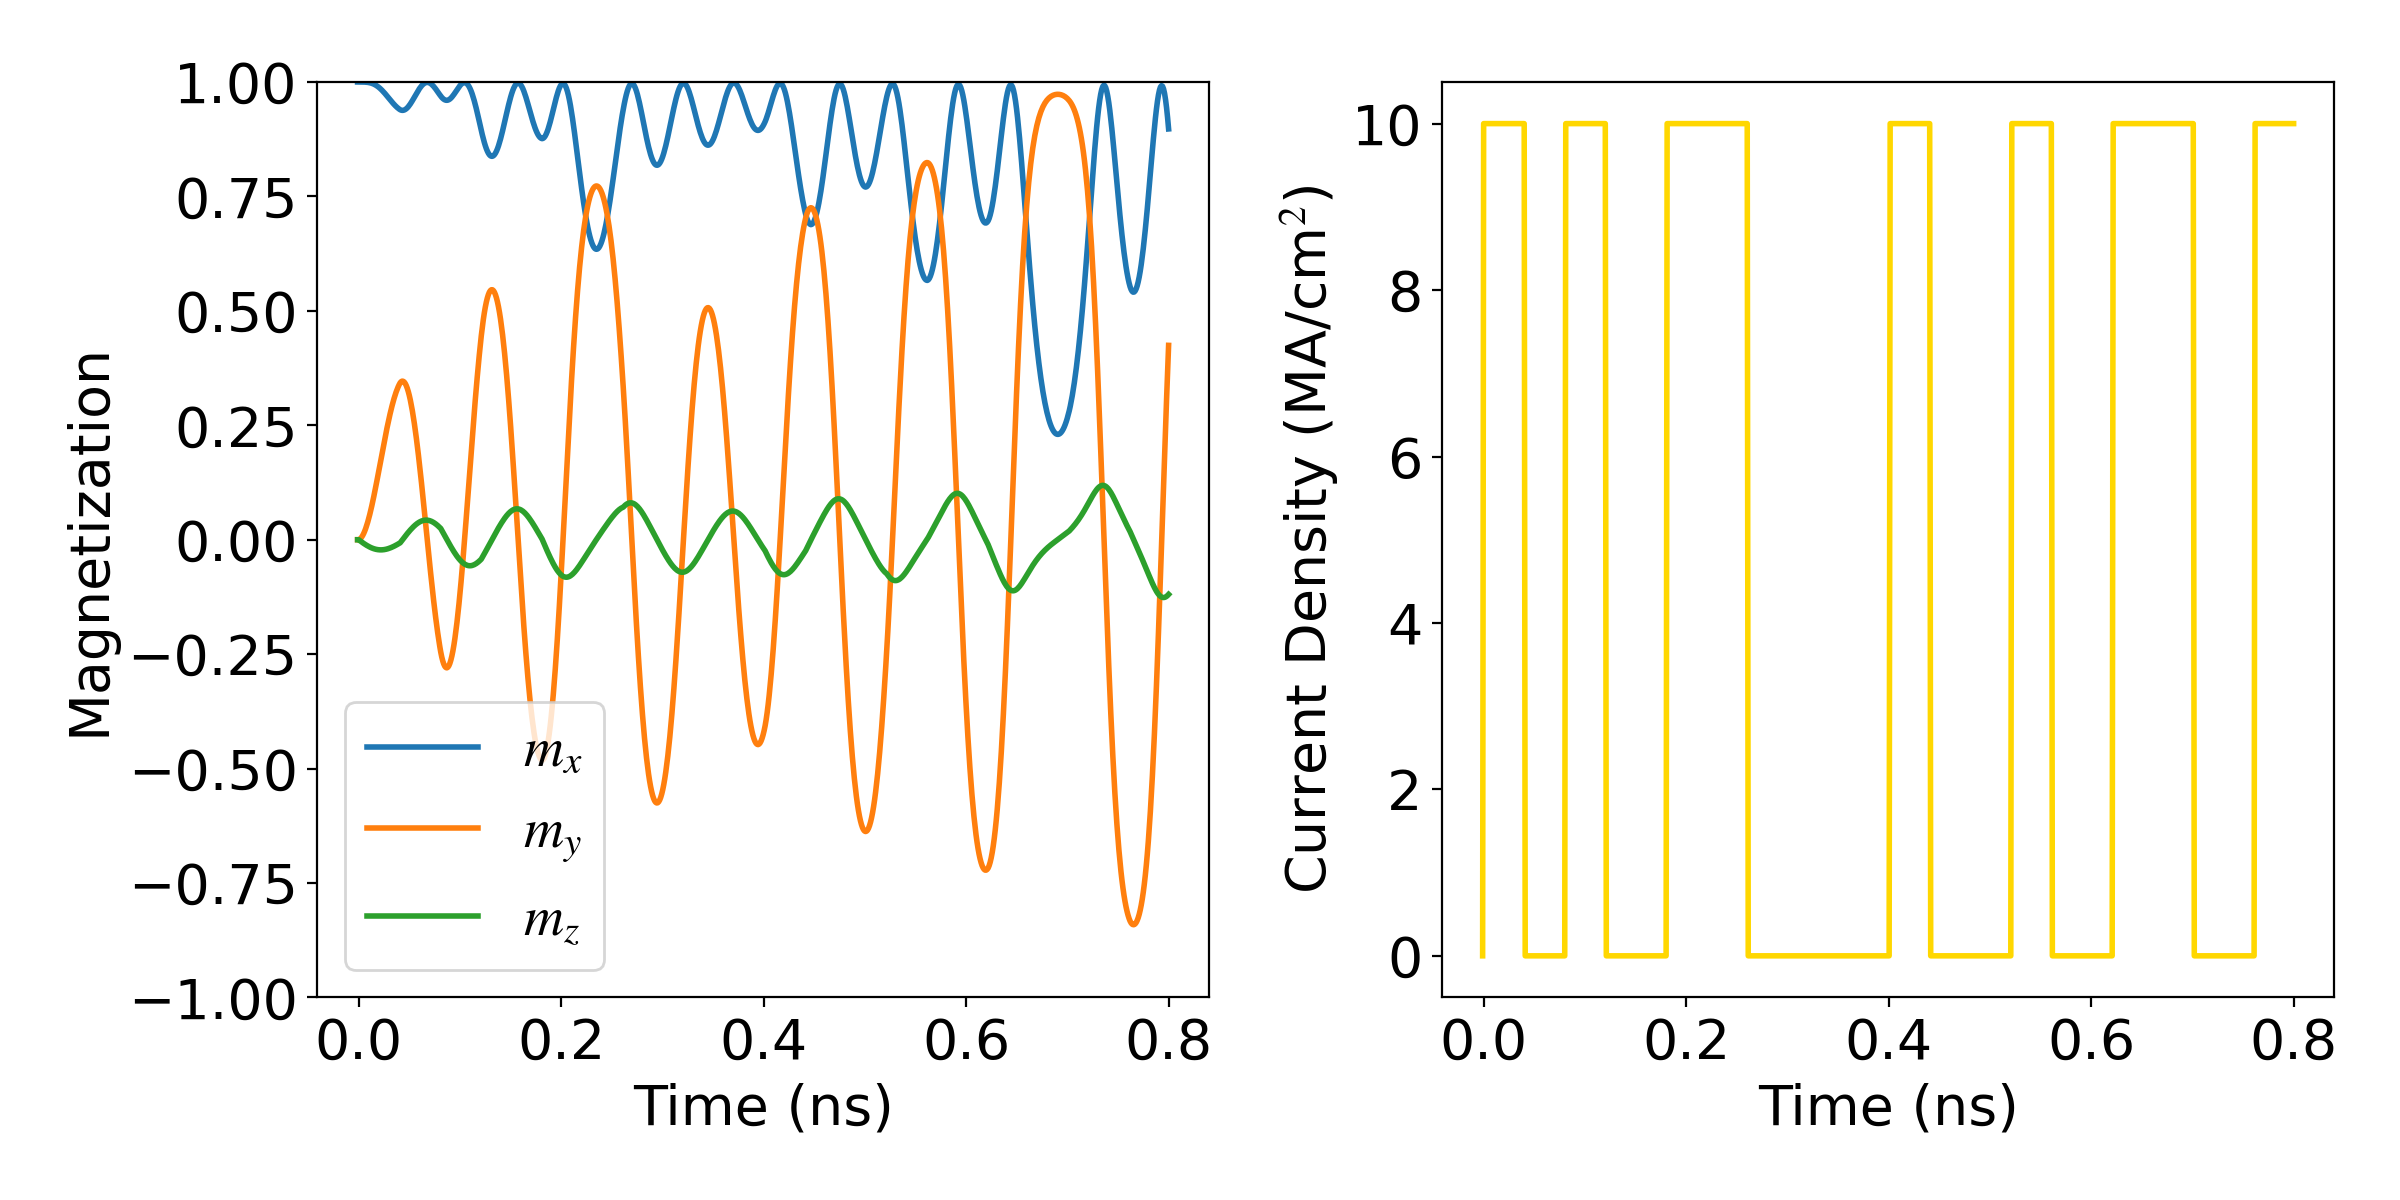 1.00
0.75
0.50
0.25
0.00
−0.25
−0.50
−0.75
−1.00
Magnetization
m_x
m_y
m_z
0.0 0.2 0.4 0.6 0.8
Time (ns)
10
8
6
4
2
0
Current Density (MA/cm²)
0.0 0.2 0.4 0.6 0.8
Time (ns)